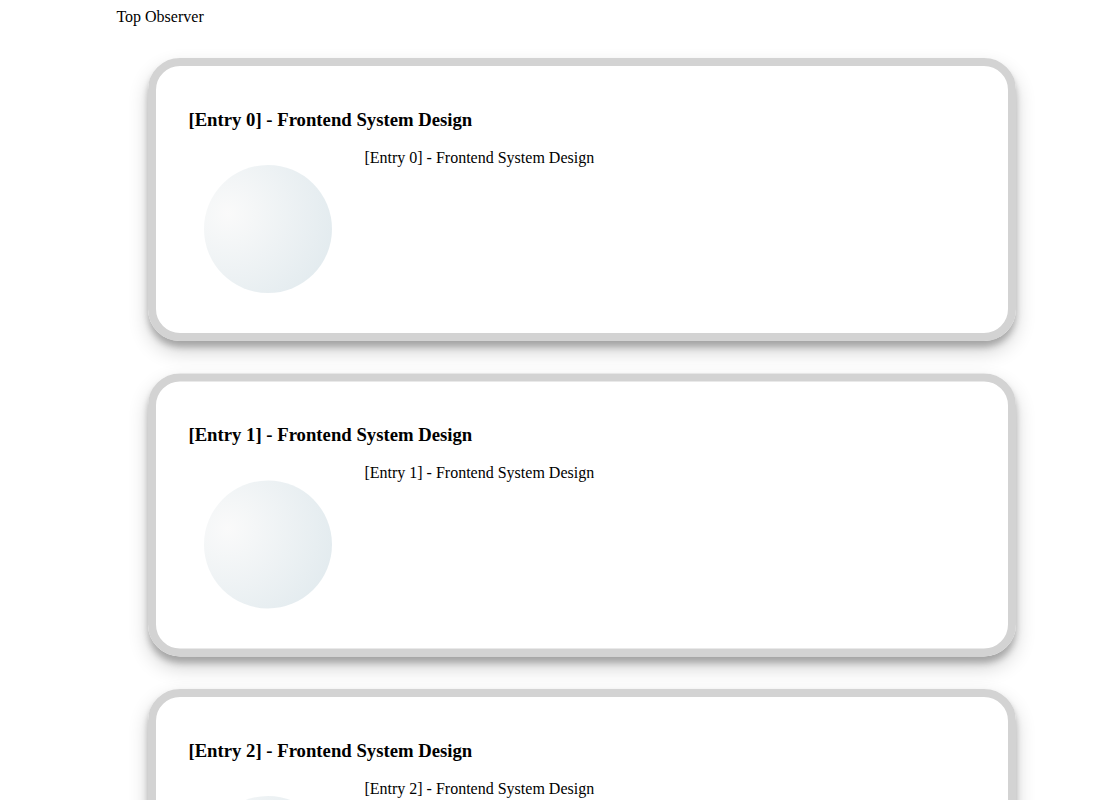 Top Observer
[Entry 0] - Frontend System Design
[Entry 0] - Frontend System Design
[Entry 1] - Frontend System Design
[Entry 1] - Frontend System Design
[Entry 2] - Frontend System Design
[Entry 2] - Frontend System Design